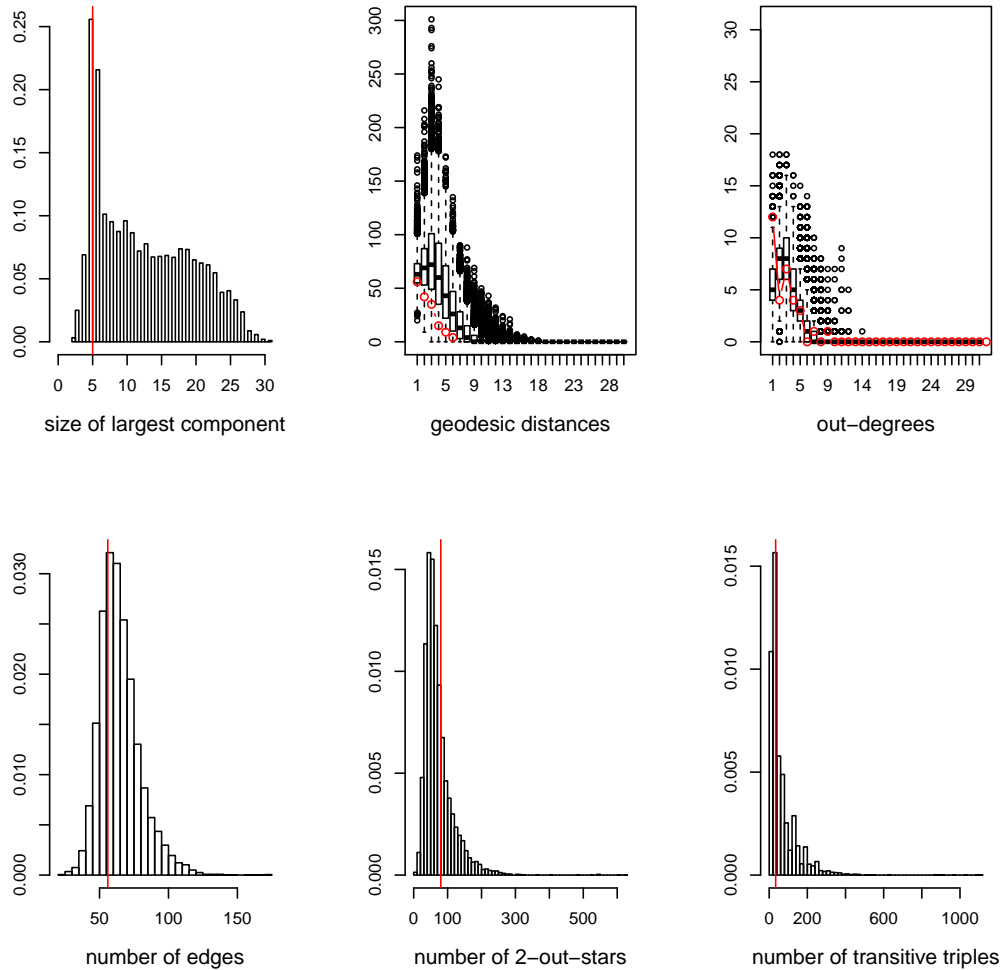 0.00 0.05 0.10 0.15 0.20 0.25
0 5 10 15 20 25 30
size of largest component
0 50 100 150 200 250 300
1 5 9 13 18 23 28
geodesic distances
0 5 10 15 20 25 30
1 5 9 14 19 24 29
out−degrees
0.000 0.010 0.020 0.030
50 100 150
number of edges
0.000 0.005 0.010 0.015
0 100 300 500
number of 2−out−stars
0.000 0.005 0.010 0.015
0 200 600 1000
number of transitive triples